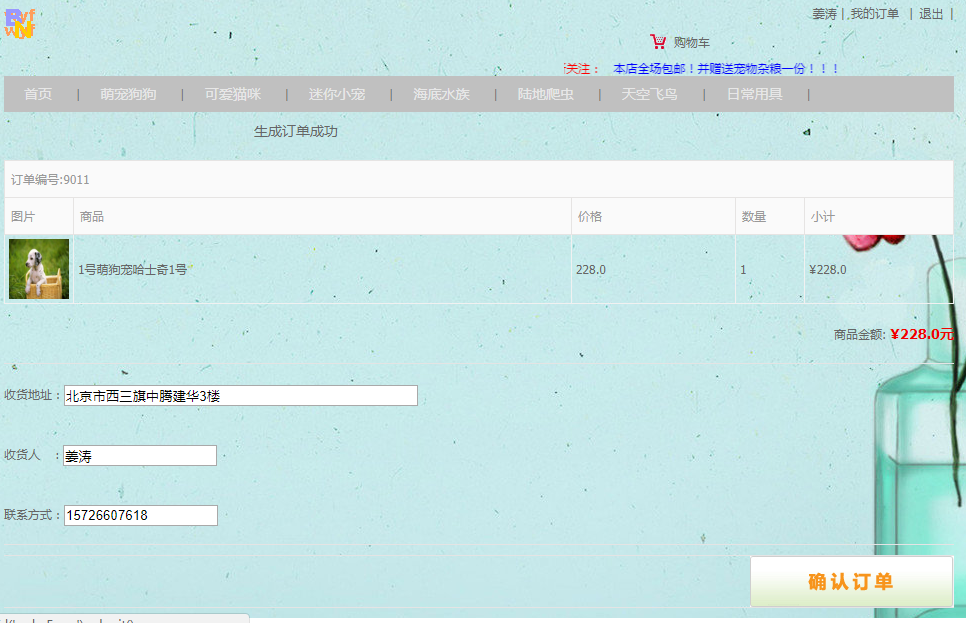 姜涛 | 我的订单 | 退出 |
购物车
关注： 本店全场包邮！并赠送宠物杂粮一份！！！
首页 | 萌宠狗狗 | 可爱猫咪 | 迷你小宠 | 海底水族 | 陆地爬虫 | 天空飞鸟 | 日常用具 |
生成订单成功
订单编号:9011
图片 商品 价格 数量 小计
1号萌狗宠哈士奇1号 228.0 1 ¥228.0
商品金额: ¥228.0元
收货地址：北京市西三旗中腾建华3楼
收货人 ：姜涛
联系方式：15726607618
确认订单